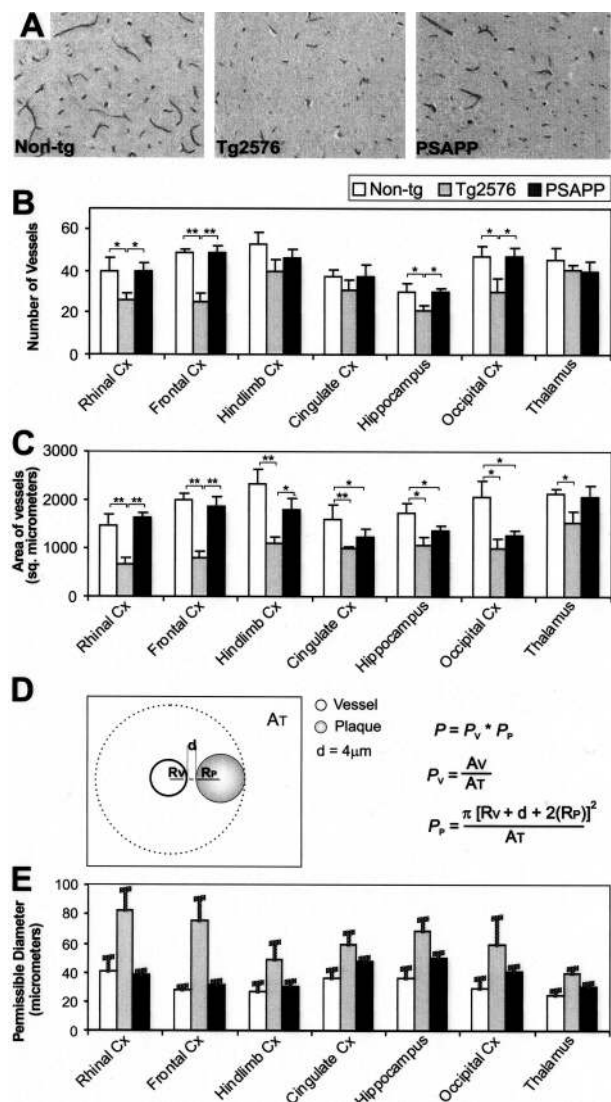 A
Non-tg
Tg2576
PSAPP
Non-tg Tg2576 PSAPP
B
Number of Vessels
60
40
20
0
* *
** **
* *
* *
Rhinal Cx
Frontal Cx
Hindlimb Cx
Cingulate Cx
Hippocampus
Occipital Cx
Thalamus
C
Area of vessels
(sq. micrometers)
3000
2000
1000
0
** **
** **
**
*
*
**
*
*
*
*
*
Rhinal Cx
Frontal Cx
Hindlimb Cx
Cingulate Cx
Hippocampus
Occipital Cx
Thalamus
D
AT
d
RV RP
Vessel
Plaque
d = 4μm
P = Pv * Pp
Pv = Av / AT
Pp = π [Rv + d + 2(RP)]² / AT
E
Permissible Diameter
(micrometers)
100
80
60
40
20
0
Rhinal Cx
Frontal Cx
Hindlimb Cx
Cingulate Cx
Hippocampus
Occipital Cx
Thalamus